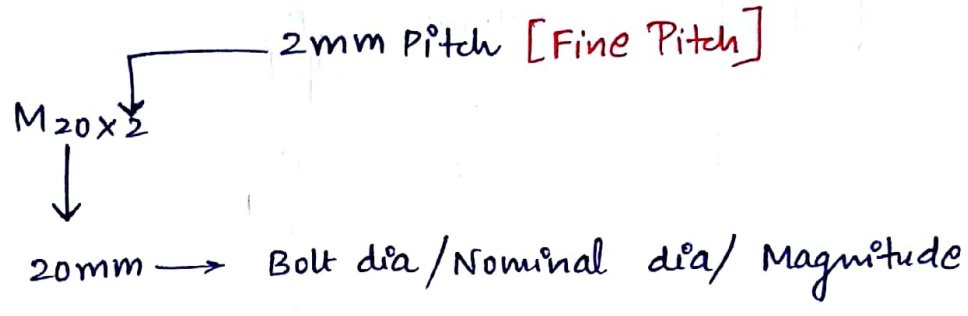 2mm Pitch [Fine Pitch]
M20x2
20mm → Bolt dia/Nominal dia/ Magnitude